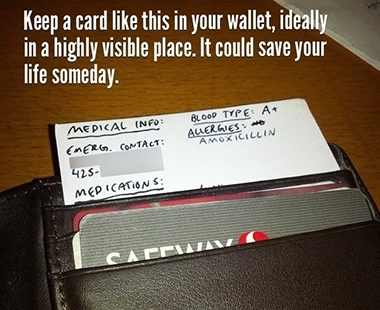 Keep a card like this in your wallet, ideally
in a highly visible place. It could save your
life someday.
MEDICAL INFO:
EMERG. CONTACT:
425-
MEDICATIONS:
BLOOD TYPE: A+
ALLERGIES:
AMOXICILLIN
SAFEWAY